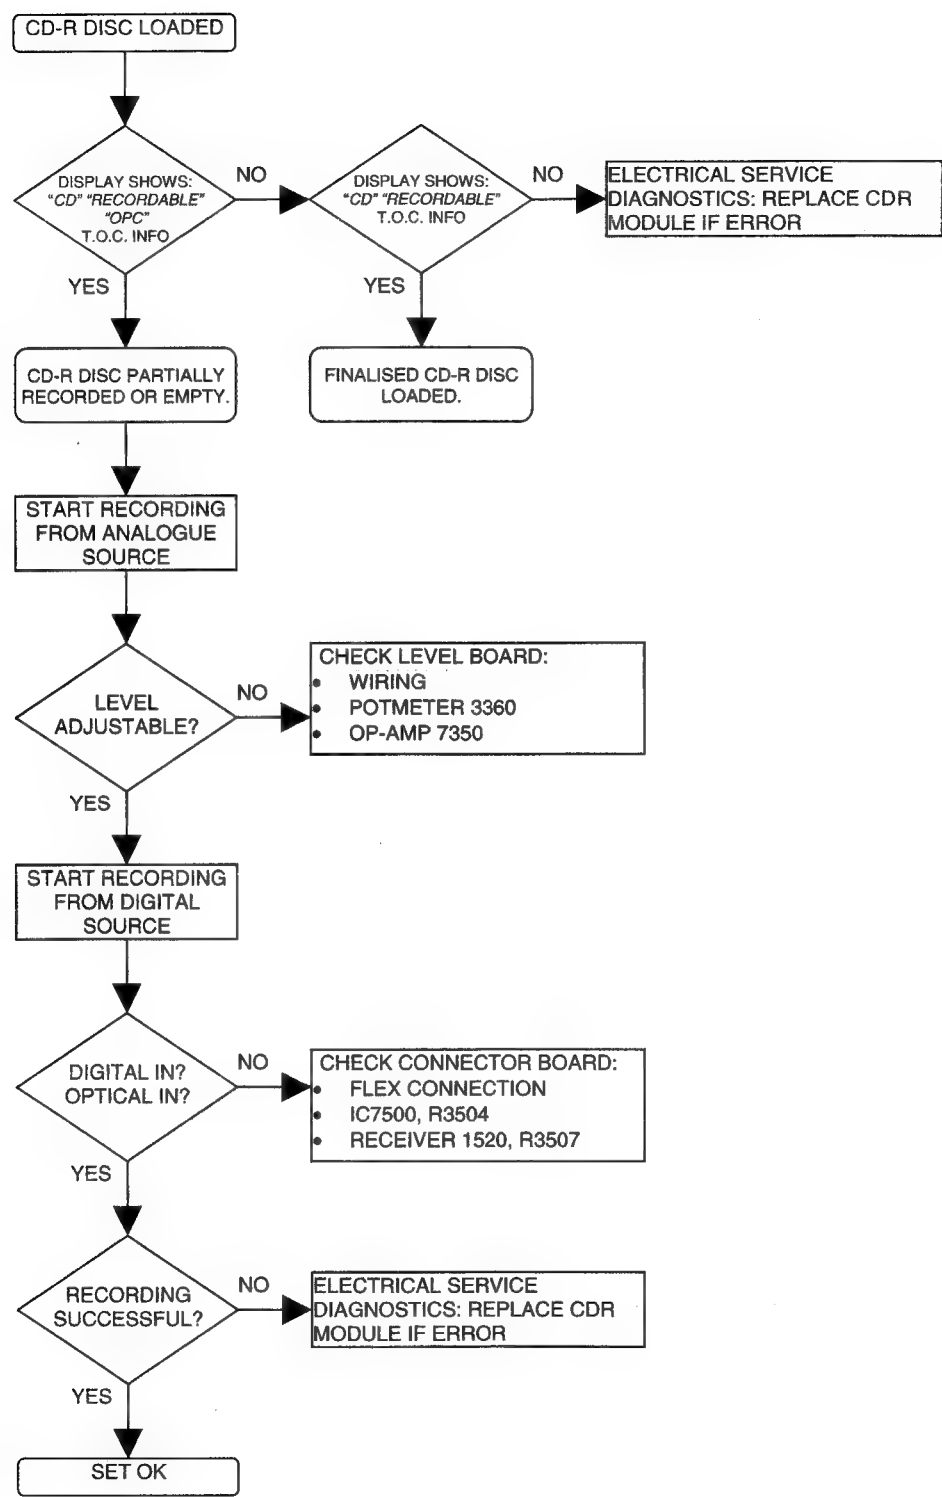 CD-R DISC LOADED
DISPLAY SHOWS:
"CD" "RECORDABLE"
"OPC"
T.O.C. INFO
NO
DISPLAY SHOWS:
"CD" "RECORDABLE"
T.O.C. INFO
NO
ELECTRICAL SERVICE
DIAGNOSTICS: REPLACE CDR
MODULE IF ERROR
YES
YES
CD-R DISC PARTIALLY
RECORDED OR EMPTY.
FINALISED CD-R DISC
LOADED.
START RECORDING
FROM ANALOGUE
SOURCE
LEVEL
ADJUSTABLE?
NO
CHECK LEVEL BOARD:
• WIRING
• POTMETER 3360
• OP-AMP 7350
YES
START RECORDING
FROM DIGITAL
SOURCE
DIGITAL IN?
OPTICAL IN?
NO
CHECK CONNECTOR BOARD:
• FLEX CONNECTION
• IC7500, R3504
• RECEIVER 1520, R3507
YES
RECORDING
SUCCESSFUL?
NO
ELECTRICAL SERVICE
DIAGNOSTICS: REPLACE CDR
MODULE IF ERROR
YES
SET OK